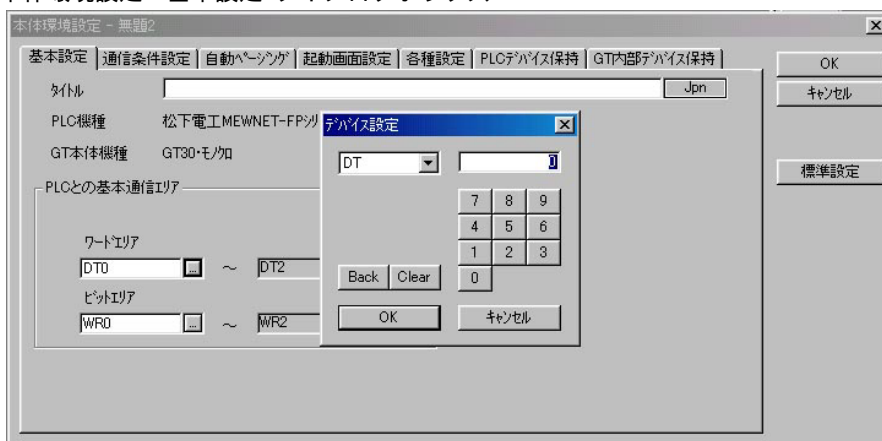 本体環境設定 - 無題2
基本設定 通信条件設定 自動ページング 起動画面設定 各種設定 PLCデバイス保持 GT内部デバイス保持
OK
キャンセル
標準設定
タイトル Jpn
PLC機種 松下電工MEWNET-FPシリ
GT本体機種 GT30・モノクロ
PLCとの基本通信エリア
ワードエリア
DT0 ... ～ DT2
ビットエリア
WR0 ... ～ WR2
デバイス設定
DT 0
7 8 9
4 5 6
1 2 3
Back Clear 0
OK キャンセル